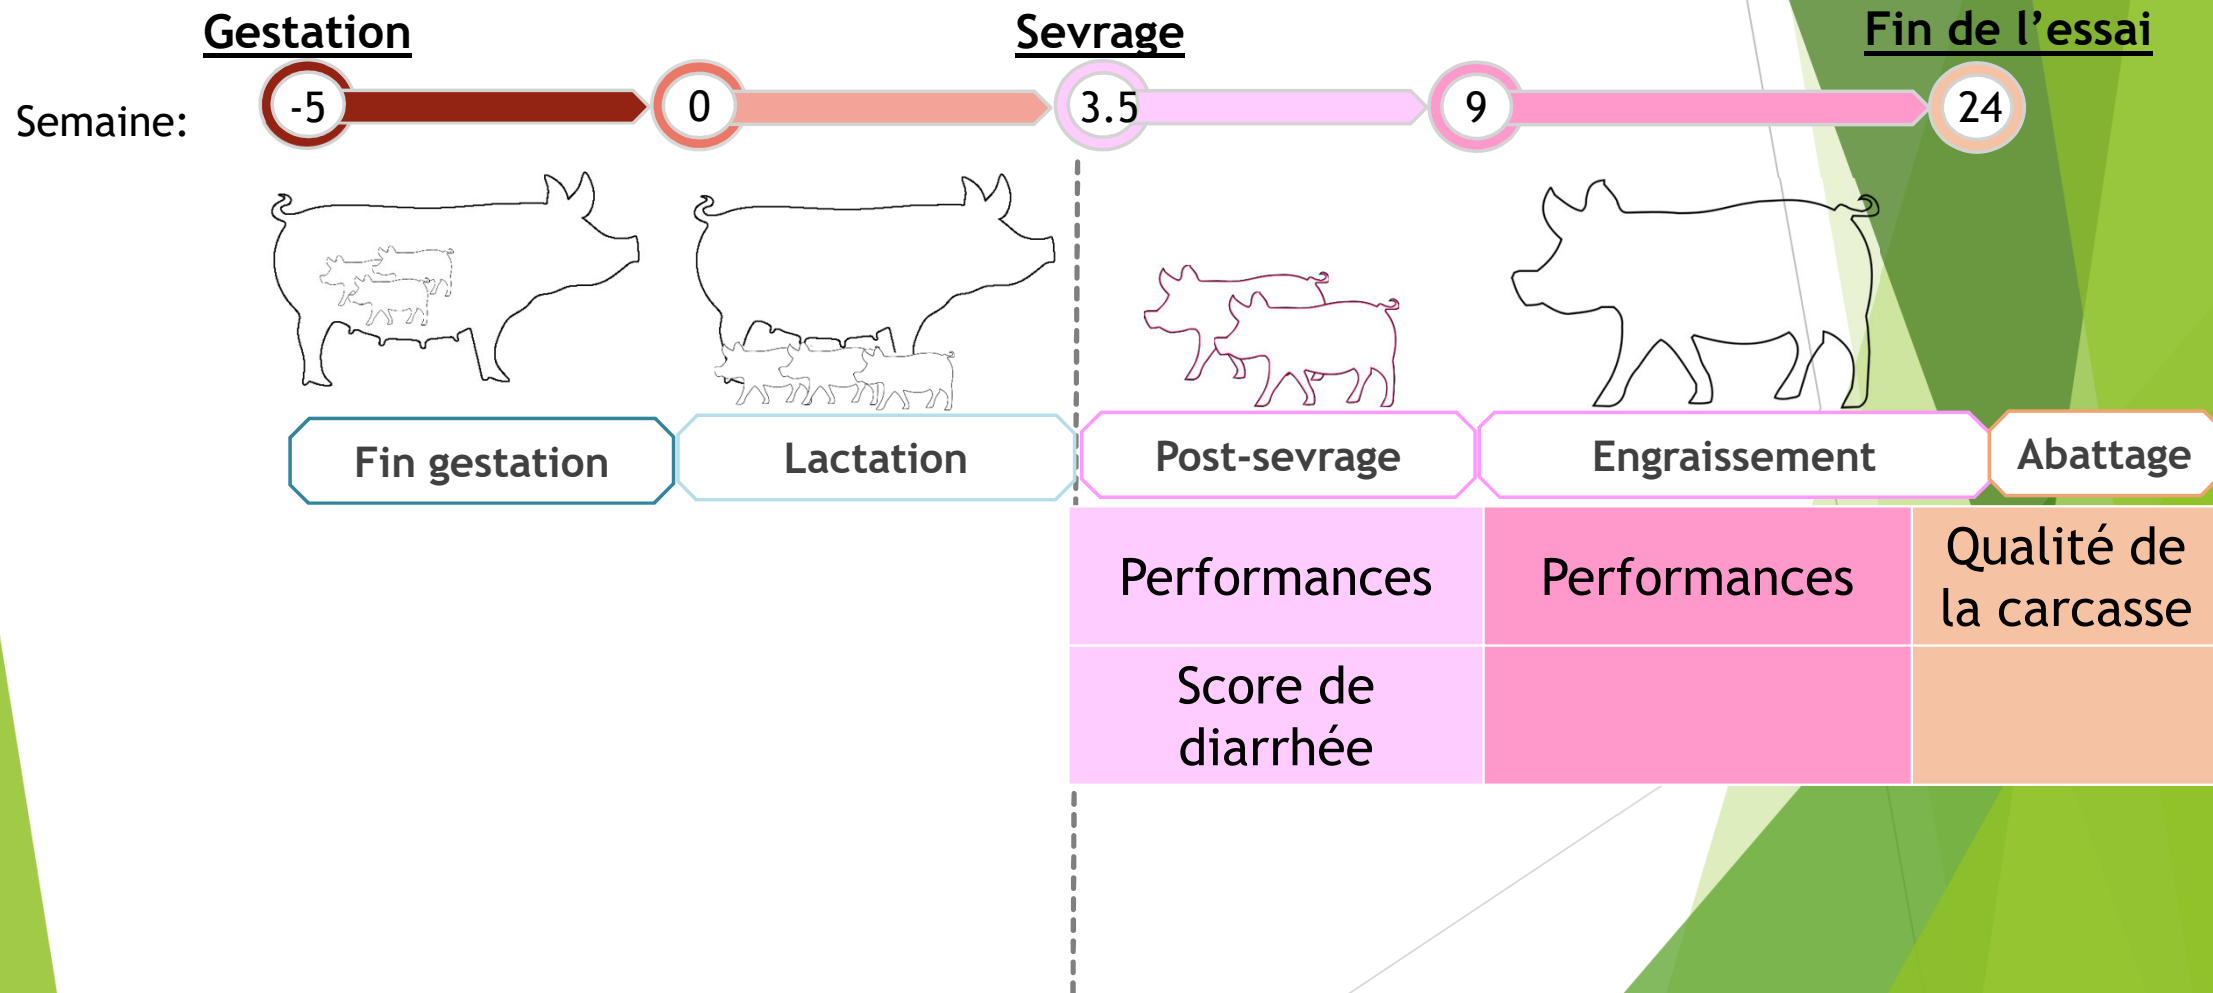 Gestation
Sevrage
Fin de l’essai
Semaine:
-5
0
3.5
9
24
Fin gestation
Lactation
Post-sevrage
Engraissement
Abattage
Performances
Performances
Qualité de
la carcasse
Score de
diarrhée